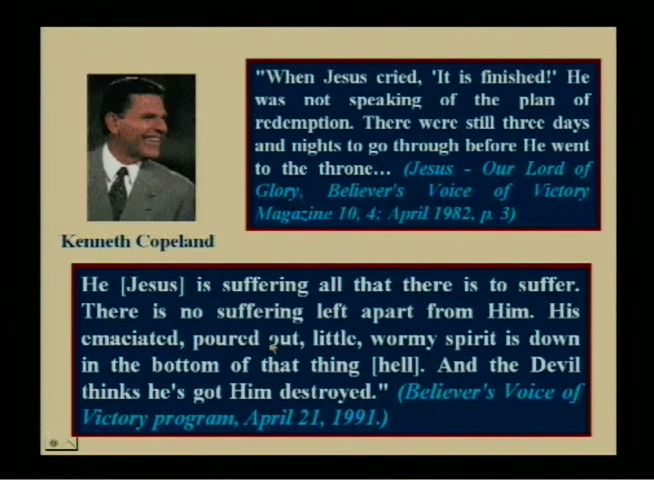 "When Jesus cried, 'It is finished!' He
was not speaking of the plan of
redemption. There were still three days
and nights to go through before He went
to the throne... (Jesus - Our Lord of
Glory, Believer's Voice of Victory
Magazine 10, 4; April 1982, p. 3)
Kenneth Copeland
He [Jesus] is suffering all that there is to suffer.
There is no suffering left apart from Him. His
emaciated, poured out, little, wormy spirit is down
in the bottom of that thing [hell]. And the Devil
thinks he's got Him destroyed." (Believer's Voice of
Victory program, April 21, 1991.)